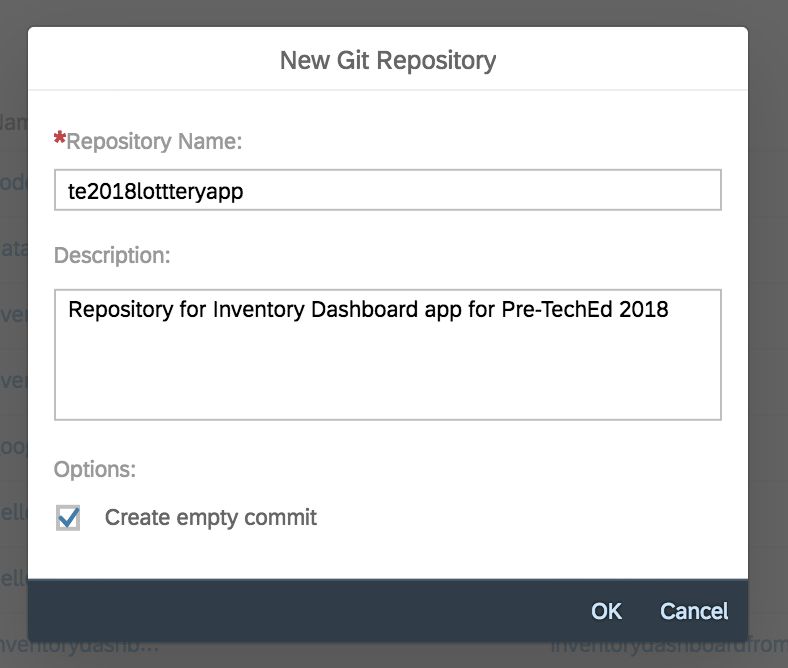 New Git Repository
*Repository Name:
te2018lottteryapp
Description:
Repository for Inventory Dashboard app for Pre-TechEd 2018
Options:
Create empty commit
OK Cancel